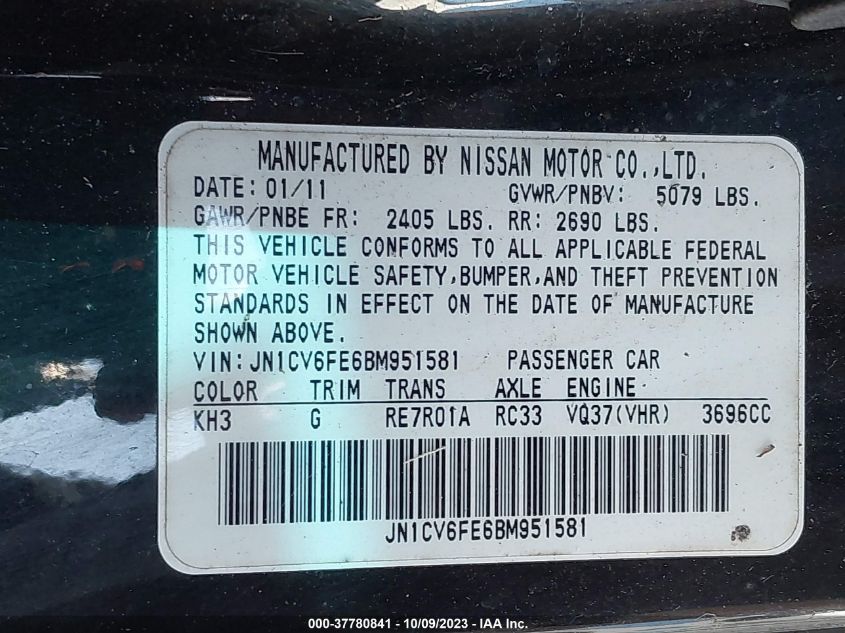 MANUFACTURED BY NISSAN MOTOR CO.,LTD.
DATE: 01/11 GVWR/PNBV: 5079 LBS.
GAWR/PNBE FR: 2405 LBS. RR: 2690 LBS.
THIS VEHICLE CONFORMS TO ALL APPLICABLE FEDERAL
MOTOR VEHICLE SAFETY,BUMPER,AND THEFT PREVENTION
STANDARDS IN EFFECT ON THE DATE OF MANUFACTURE
SHOWN ABOVE.
VIN: JN1CV6FE6BM951581 PASSENGER CAR
COLOR TRIM TRANS AXLE ENGINE
KH3 G RE7R01A RC33 VQ37(VHR) 3696CC
JN1CV6FE6BM951581
000-37780841 - 10/09/2023 - IAA Inc.